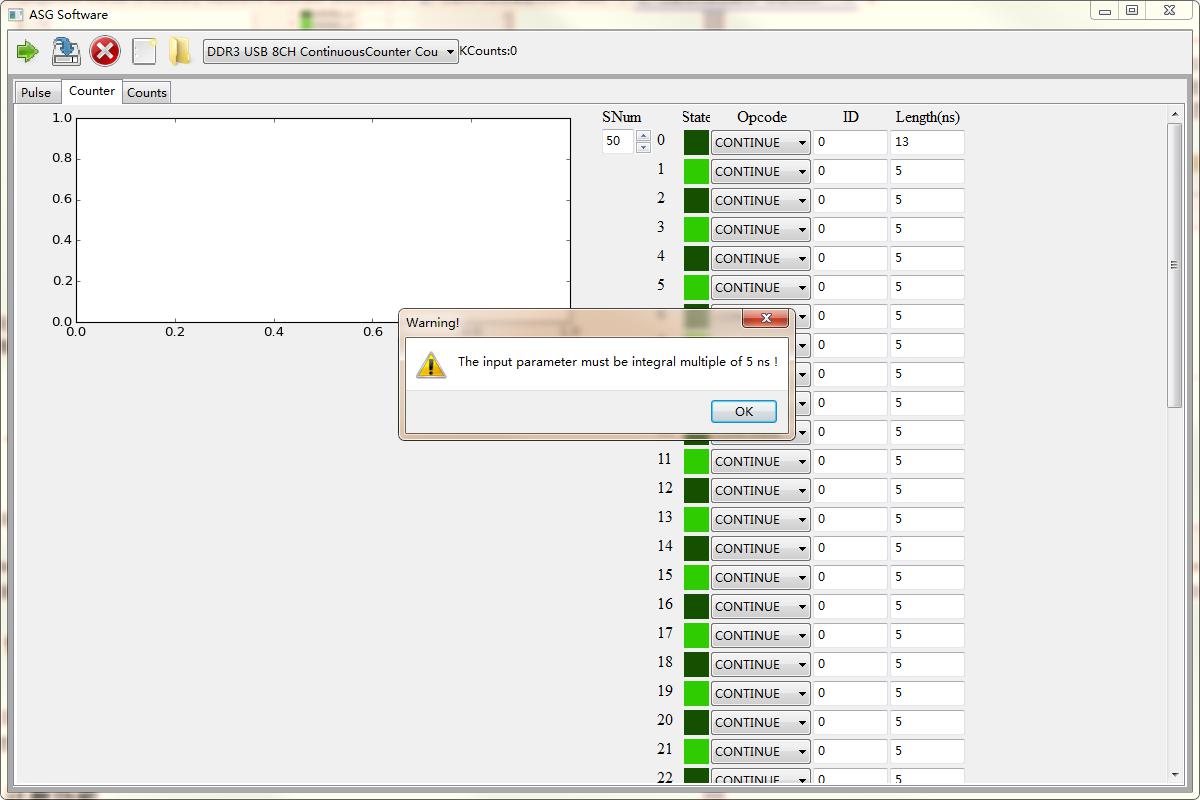 ASG Software
DDR3 USB 8CH ContinuousCounter Cou KCounts:0
Pulse Counter Counts
SNum State Opcode ID Length(ns)
50 0 CONTINUE 0 13
1 CONTINUE 0 5
2 CONTINUE 0 5
3 CONTINUE 0 5
4 CONTINUE 0 5
5 CONTINUE 0 5
0 5
0 5
0 5
0 5
0 5
11 CONTINUE 0 5
12 CONTINUE 0 5
13 CONTINUE 0 5
14 CONTINUE 0 5
15 CONTINUE 0 5
16 CONTINUE 0 5
17 CONTINUE 0 5
18 CONTINUE 0 5
19 CONTINUE 0 5
20 CONTINUE 0 5
21 CONTINUE 0 5
22 CONTINUE 0 5
1.0
0.8
0.6
0.4
0.2
0.0
0.0 0.2 0.4 0.6
Warning!
The input parameter must be integral multiple of 5 ns !
OK